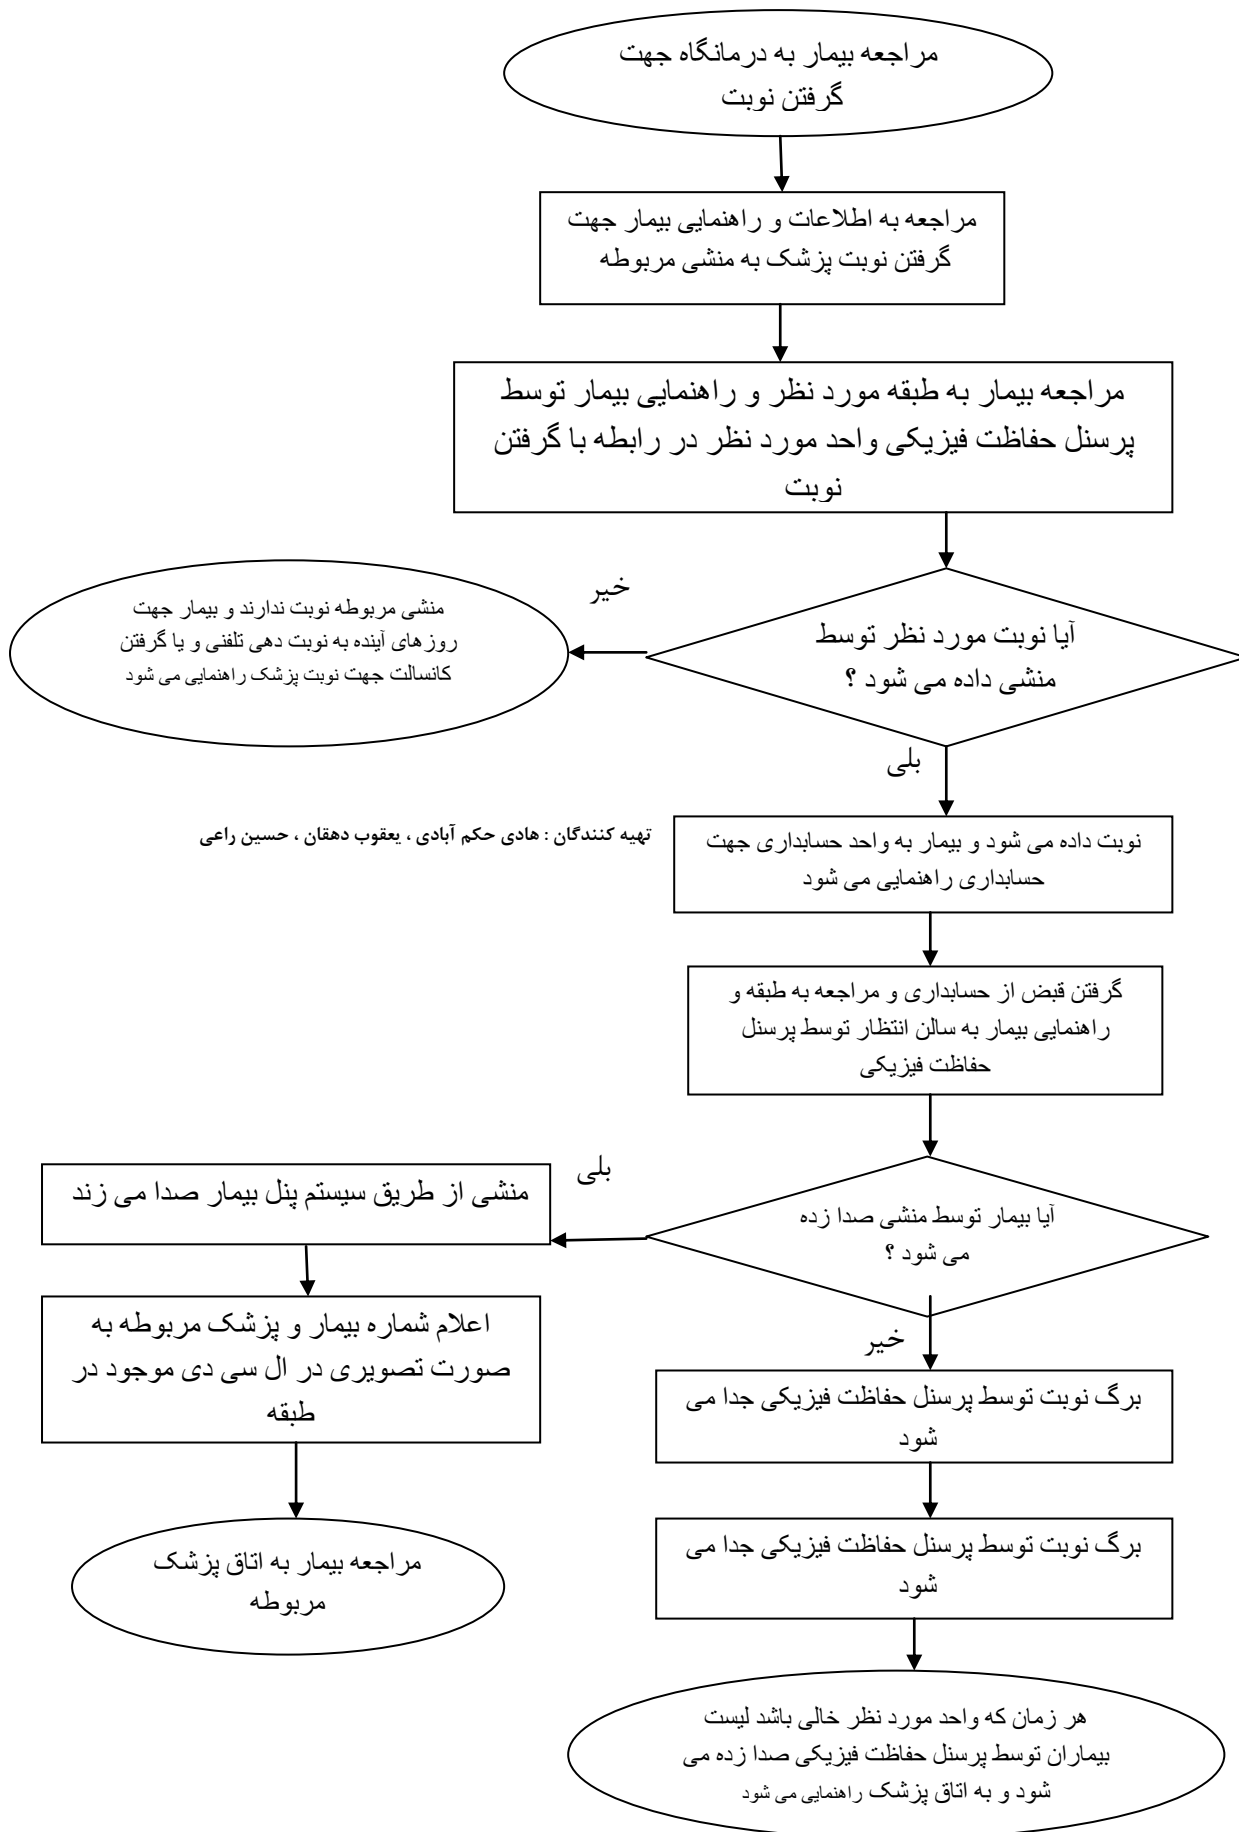 مراجعه بیمار به درمانگاه جهت
گرفتن نوبت
مراجعه به اطلاعات و راهنمایی بیمار جهت
گرفتن نوبت پزشک به منشی مربوطه
مراجعه بیمار به طبقه مورد نظر و راهنمایی بیمار توسط
پرسنل حفاظت فیزیکی واحد مورد نظر در رابطه با گرفتن
نوبت
آیا نوبت مورد نظر توسط
منشی داده می شود ؟
خیر
منشی مربوطه نوبت ندارند و بیمار جهت
روزهای آینده به نوبت دهی تلفنی و یا گرفتن
کانسالت جهت نوبت پزشک راهنمایی می شود
بلی
نوبت داده می شود و بیمار به واحد حسابداری جهت
حسابداری راهنمایی می شود
تهیه کنندگان : هادی حکم آبادی ، یعقوب دهقان ، حسین راعی
گرفتن قبض از حسابداری و مراجعه به طبقه و
راهنمایی بیمار به سالن انتظار توسط پرسنل
حفاظت فیزیکی
آیا بیمار توسط منشی صدا زده
می شود ؟
بلی
منشی از طریق سیستم پنل بیمار صدا می زند
اعلام شماره بیمار و پزشک مربوطه به
صورت تصویری در ال سی دی موجود در
طبقه
مراجعه بیمار به اتاق پزشک
مربوطه
خیر
برگ نوبت توسط پرسنل حفاظت فیزیکی جدا می
شود
برگ نوبت توسط پرسنل حفاظت فیزیکی جدا می
شود
هر زمان که واحد مورد نظر خالی باشد لیست
بیماران توسط پرسنل حفاظت فیزیکی صدا زده می
شود و به اتاق پزشک راهنمایی می شود